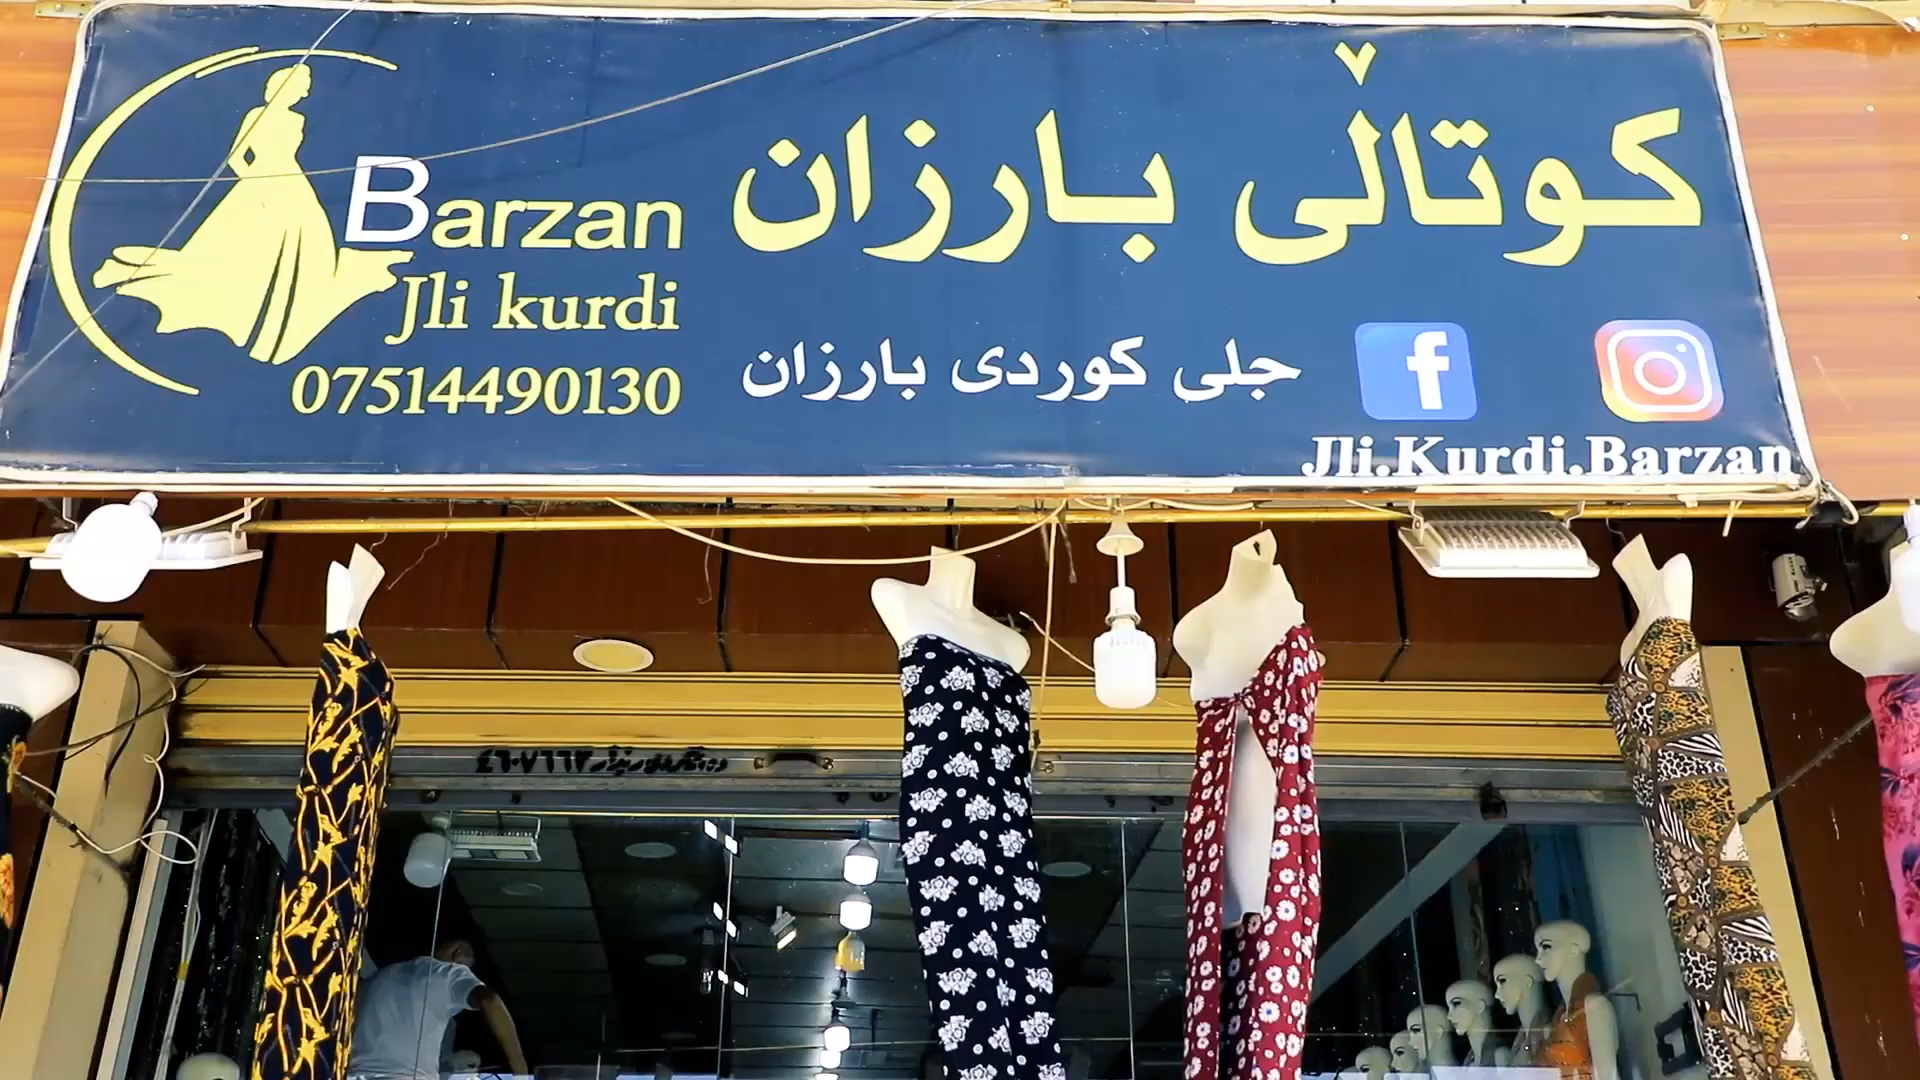 کوتاڵی بارزان
Barzan
Jli kurdi
07514490130
جلی کوردی بارزان
Jli.Kurdi.Barzan